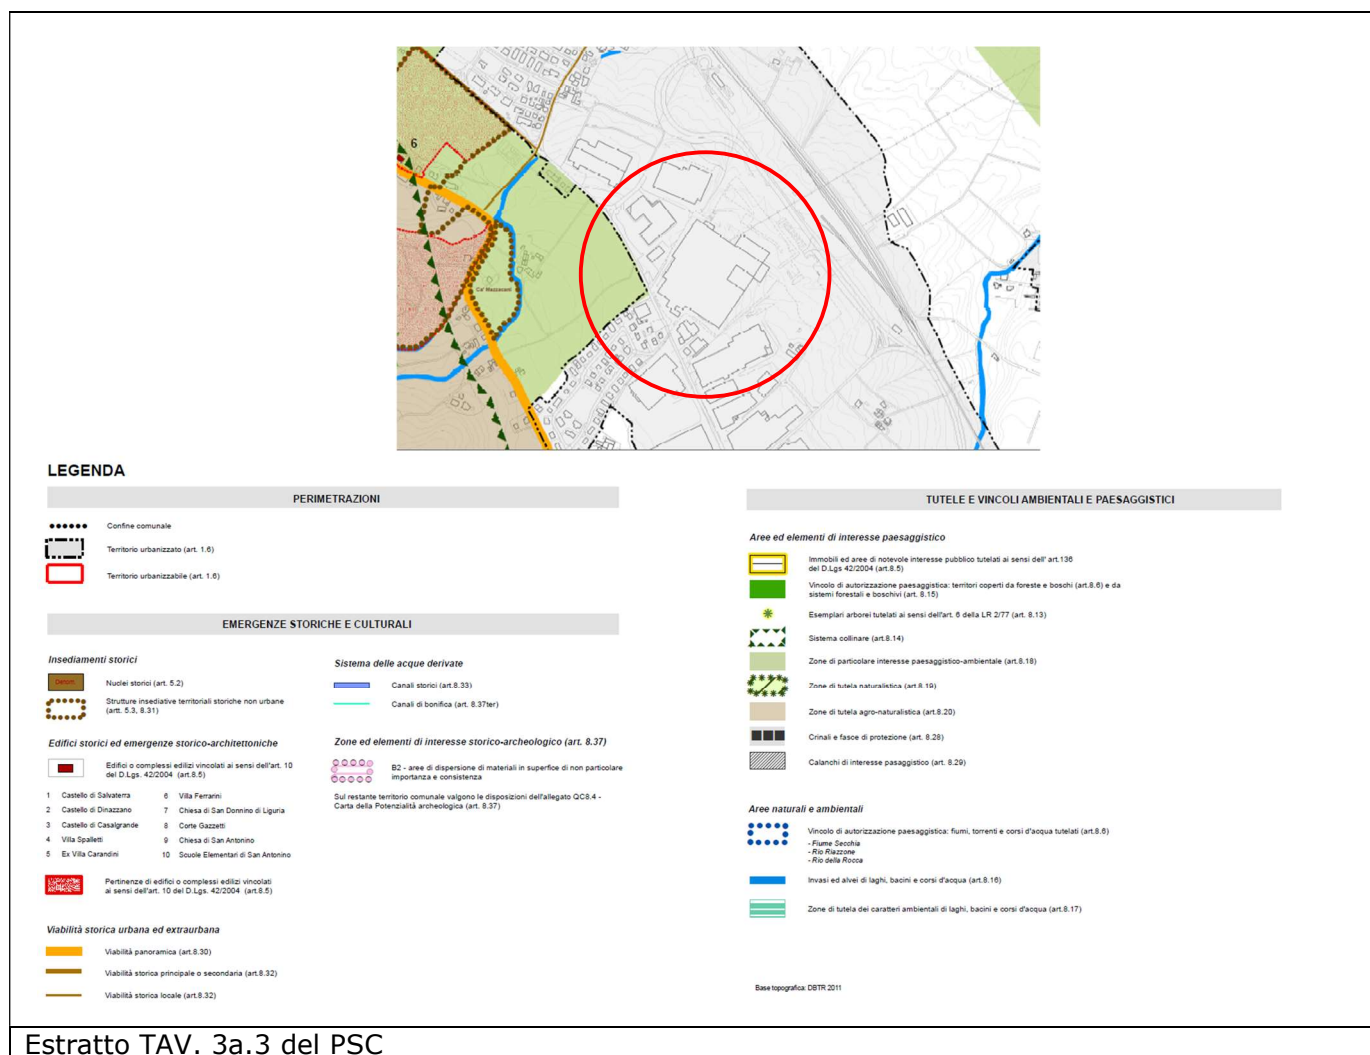 6
Ca' Mazzacani
LEGENDA
PERIMETRAZIONI
Confine comunale
Territorio urbanizzato (art. 1.6)
Territorio urbanizzabile (art. 1.6)
EMERGENZE STORICHE E CULTURALI
Insediamenti storici
Nuclei storici (art. 5.2)
Strutture insediative territoriali storiche non urbane
(artt. 5.3, 8.31)
Edifici storici ed emergenze storico-architettoniche
Edifici o complessi edilizi vincolati ai sensi dell'art. 10
del D.Lgs. 42/2004 (art.8.5)
1 Castello di Salvaterra
2 Castello di Dinazzano
3 Castello di Casalgrande
4 Villa Spalletti
5 Ex Villa Carandini
6 Villa Ferrarini
7 Chiesa di San Donnino di Liguria
8 Corte Gazzetti
9 Chiesa di San Antonino
10 Scuole Elementari di San Antonino
Pertinenze di edifici o complessi edilizi vincolati
ai sensi dell'art. 10 del D.Lgs. 42/2004 (art.8.5)
Viabilità storica urbana ed extraurbana
Viabilità panoramica (art.8.30)
Viabilità storica principale o secondaria (art.8.32)
Viabilità storica locale (art.8.32)
Sistema delle acque derivate
Canali storici (art.8.33)
Canali di bonifica (art. 8.37ter)
Zone ed elementi di interesse storico-archeologico (art. 8.37)
B2 - aree di dispersione di materiali in superfice di non particolare
importanza e consistenza
Sul restante territorio comunale valgono le disposizioni dell'allegato QC8.4 -
Carta della Potenzialità archeologica (art. 8.37)
TUTELE E VINCOLI AMBIENTALI E PAESAGGISTICI
Aree ed elementi di interesse paesaggistico
Immobili ed aree di notevole interesse pubblico tutelati ai sensi dell' art.136
del D.Lgs 42/2004 (art.8.5)
Vincolo di autorizzazione paesaggistica: territori coperti da foreste e boschi (art.8.6) e da
sistemi forestali e boschivi (art. 8.15)
Esemplari arborei tutelati ai sensi dell'art. 6 della LR 2/77 (art. 8.13)
Sistema collinare (art.8.14)
Zone di particolare interesse paesaggistico-ambientale (art.8.18)
Zone di tutela naturalistica (art.8.19)
Zone di tutela agro-naturalistica (art.8.20)
Crinali e fasce di protezione (art. 8.28)
Calanchi di interesse pasaggistico (art. 8.29)
Aree naturali e ambientali
Vincolo di autorizzazione paesaggistica: fiumi, torrenti e corsi d'acqua tutelati (art.8.6)
- Fiume Secchia
- Rio Riazzone
- Rio della Rocca
Invasi ed alvei di laghi, bacini e corsi d'acqua (art.8.16)
Zone di tutela dei caratteri ambientali di laghi, bacini e corsi d'acqua (art.8.17)
Base topografica: DBTR 2011
Estratto TAV. 3a.3 del PSC